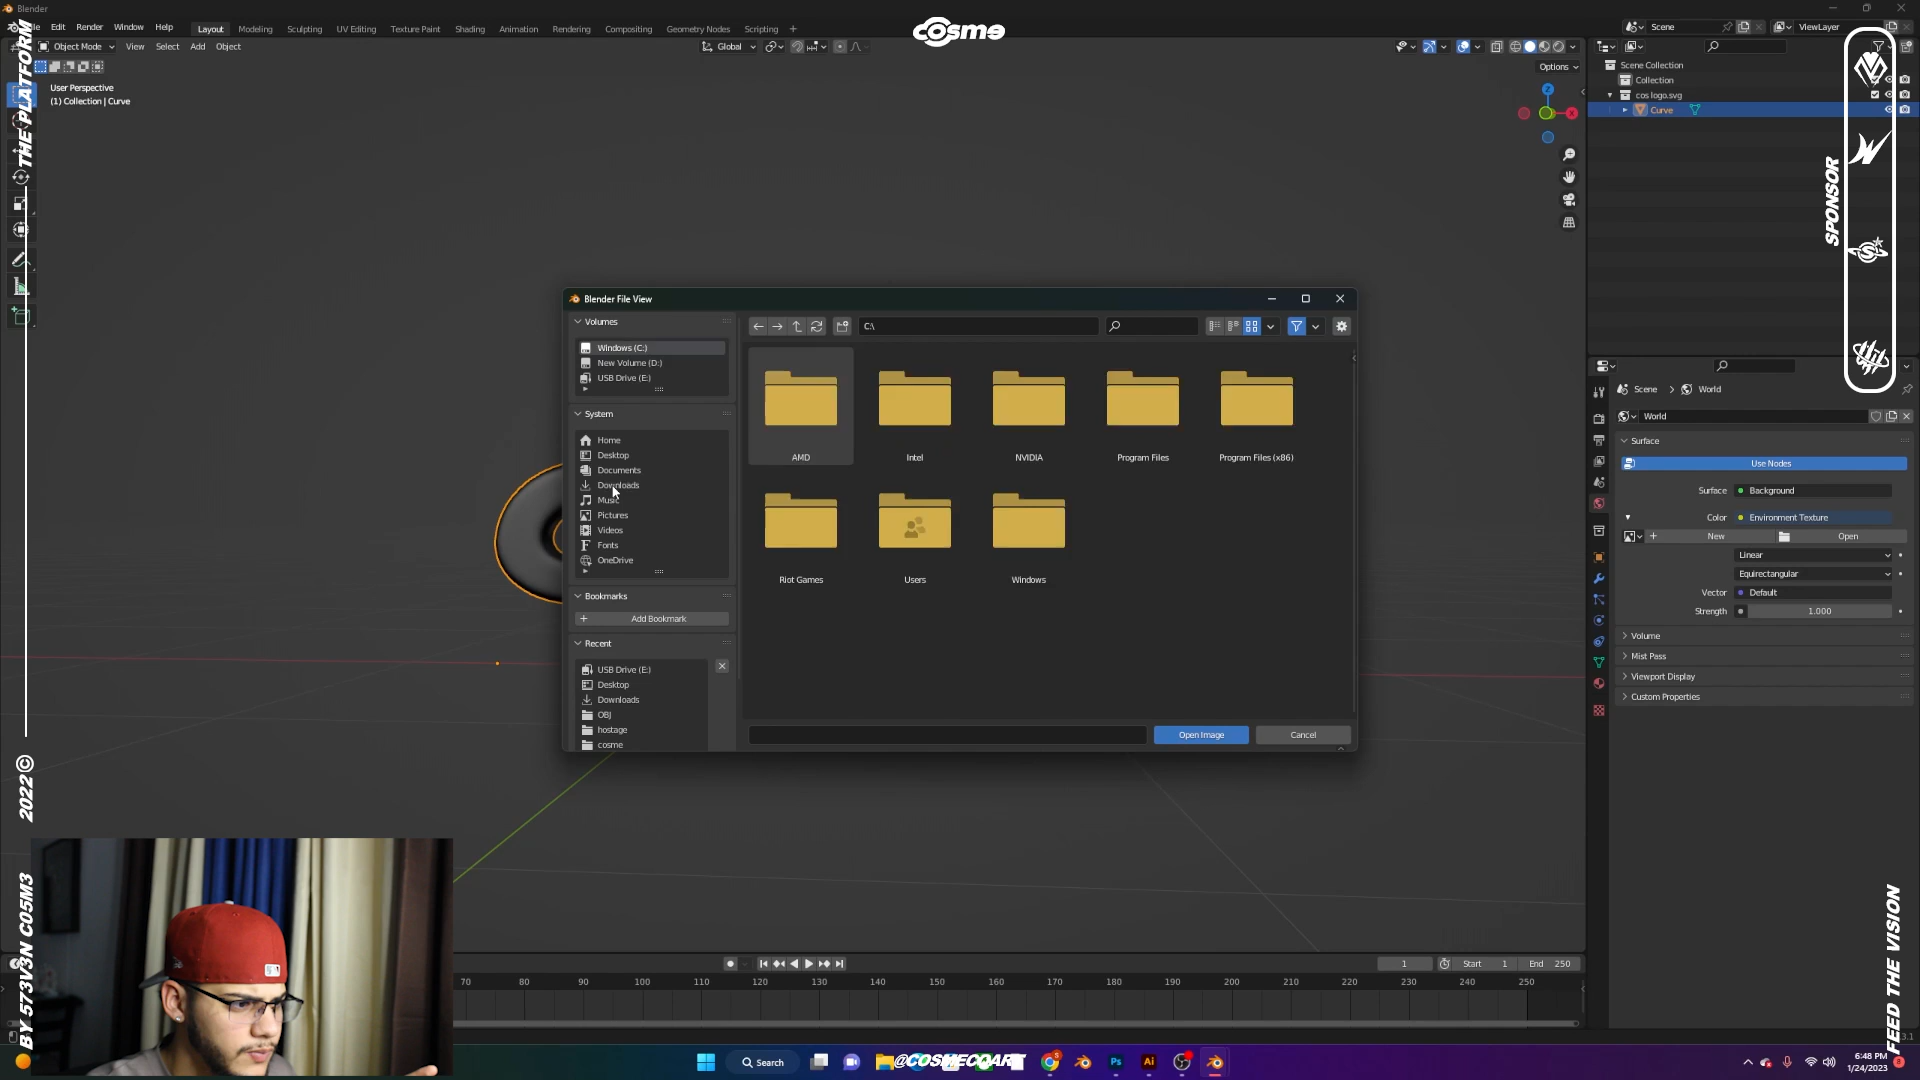 Blender
Edit
Render
Window
Help
Layout
Modeling
Sculpting
UV Editing
Texture Paint
Shading
Animation
Rendering
Compositing
Geometry Nodes
Scripting
+
cosme
Scene
ViewLayer
Object Mode
View
Select
Add
Object
Global
Options
User Perspective
(1) Collection | Curve
Z
X
Scene Collection
Collection
cos logo.svg
Curve
THE PLATFORM
2022©
BY 573V3N C05M3
SPONSOR
FEED THE VISION
Blender File View
Volumes
Windows (C:)
New Volume (D:)
USB Drive (E:)
System
Home
Desktop
Documents
Downloads
Music
Pictures
Videos
Fonts
OneDrive
Bookmarks
Add Bookmark
Recent
USB Drive (E:)
Desktop
Downloads
OBJ
hostage
cosme
C:\
AMD
Intel
NVIDIA
Program Files
Program Files (x86)
Riot Games
Users
Windows
Open Image
Cancel
Scene
World
World
Surface
Use Nodes
Surface
Background
Color
Environment Texture
New
Open
Linear
Equirectangular
Vector
Default
Strength
1.000
Volume
Mist Pass
Viewport Display
Custom Properties
1
Start
1
End
250
70
80
90
100
110
120
130
140
150
160
170
180
190
200
210
220
230
240
250
Search
@COSMECOART
Ps
Ai
6:48 PM
1/24/2023